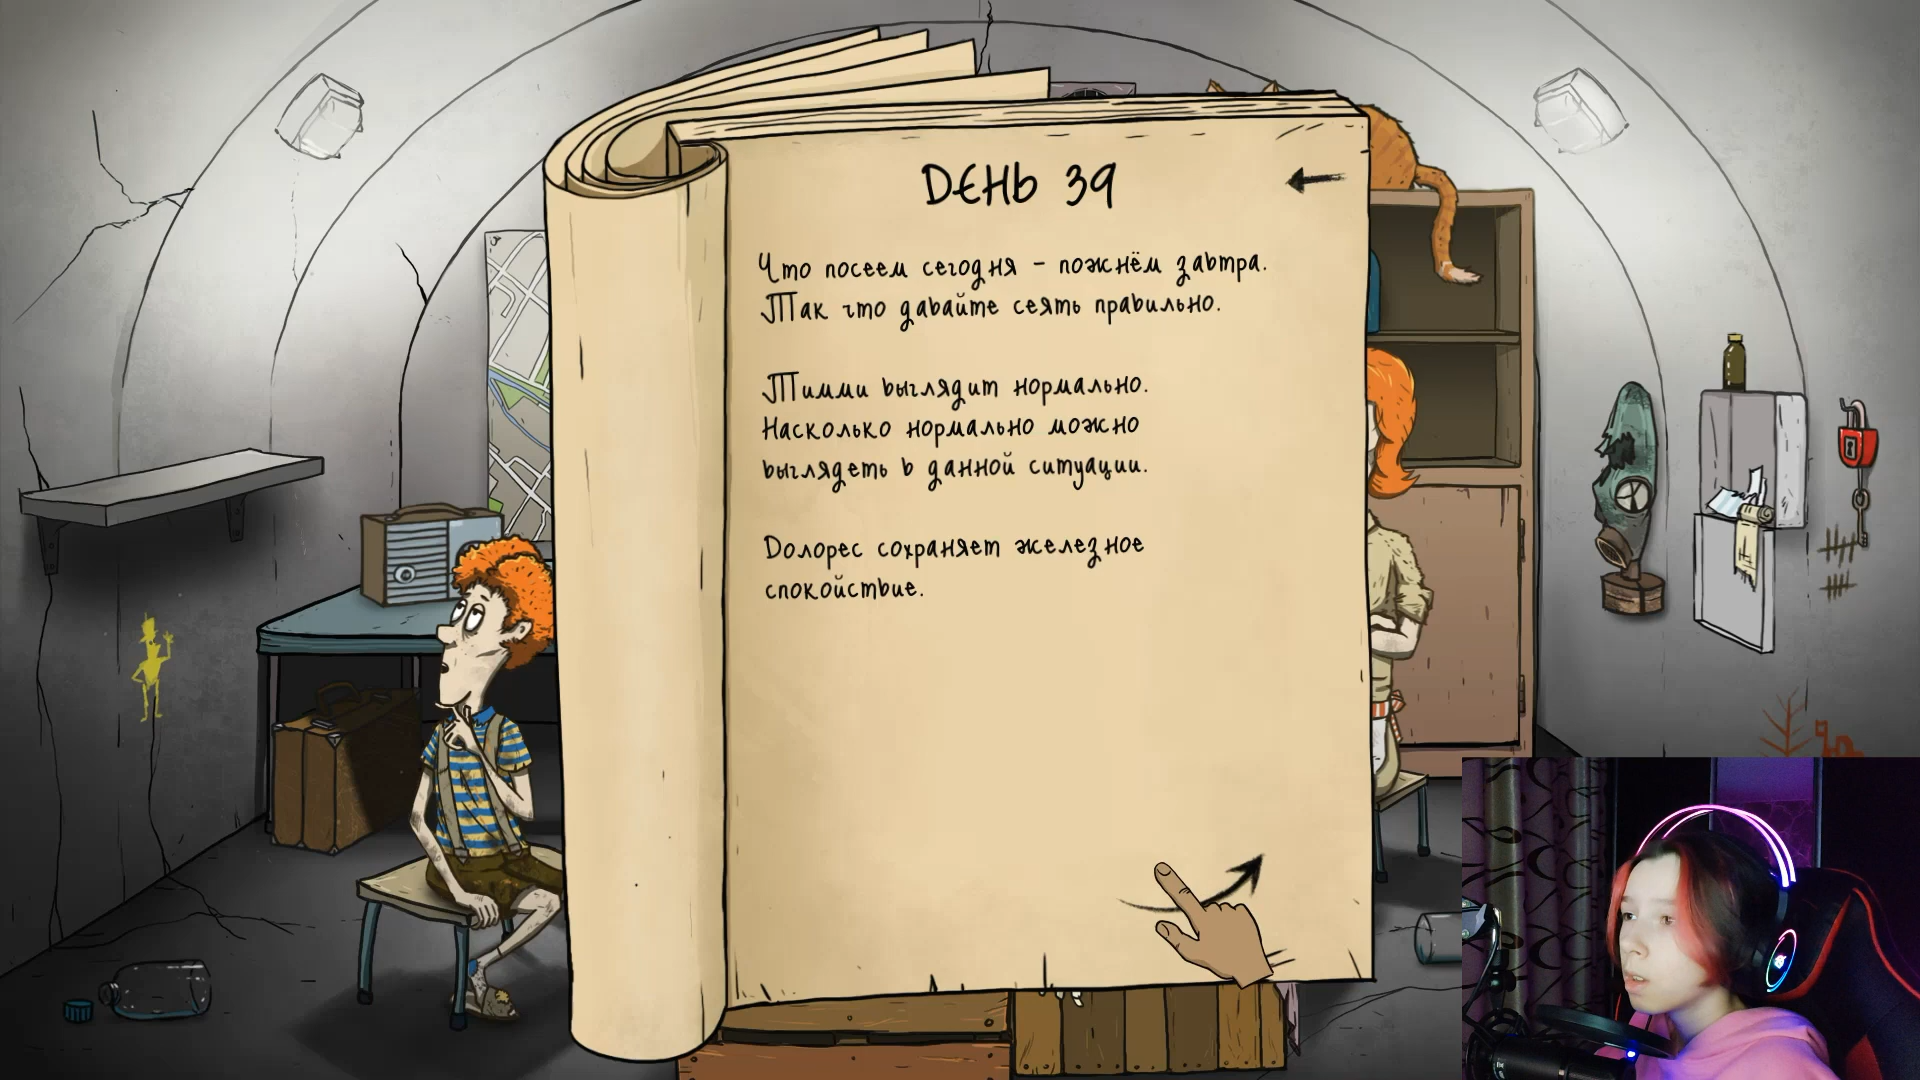 ДЕНЬ 39
Что посеем сегодня - пожнём завтра.
Так что давайте сеять правильно.
Тимми выглядит нормально.
Насколько нормально можно
выглядеть в данной ситуации.
Долорес сохраняет железное
спокойствие.